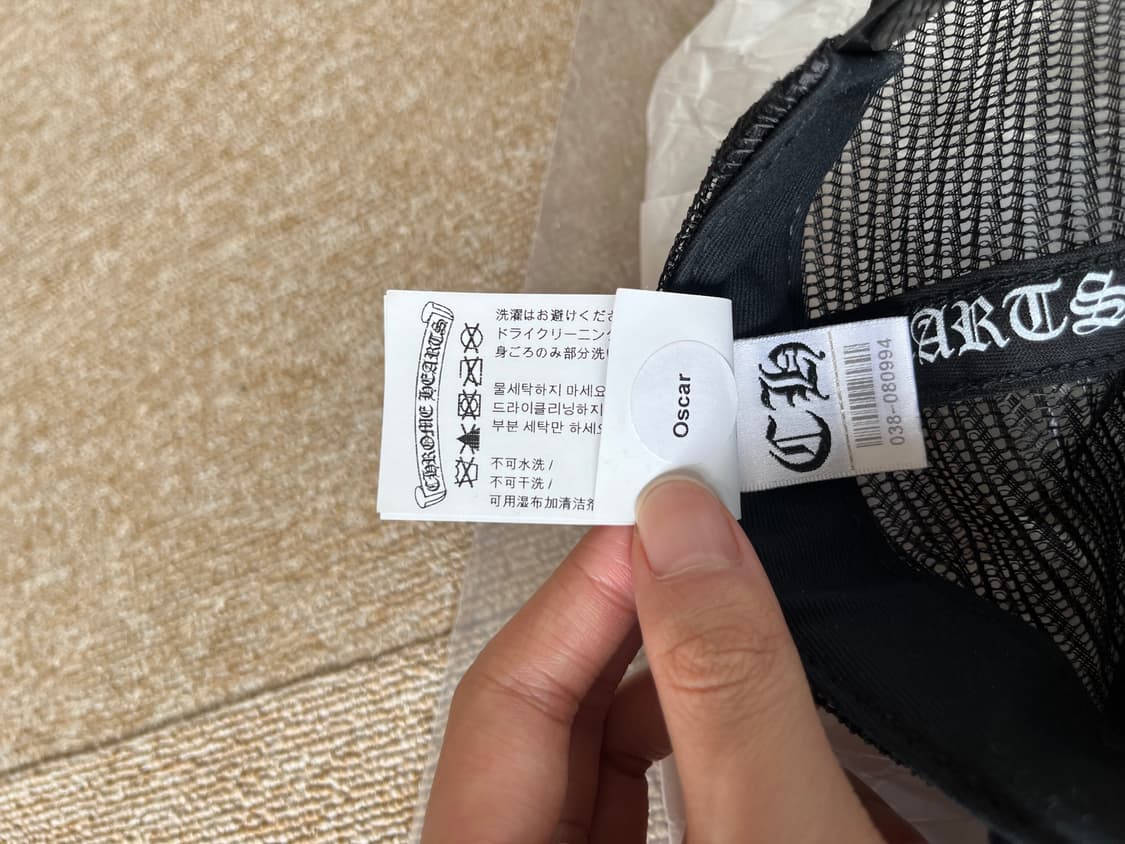 CHROME HEARTS
洗濯はお避けくださ
ドライクリーニン
身ごろのみ部分洗い
물세탁하지 마세요
드라이클리닝하지
부분 세탁만 하세요
不可水洗 /
不可干洗 /
可用湿布加清洁剂
Oscar
CH
038-080994
ARTS